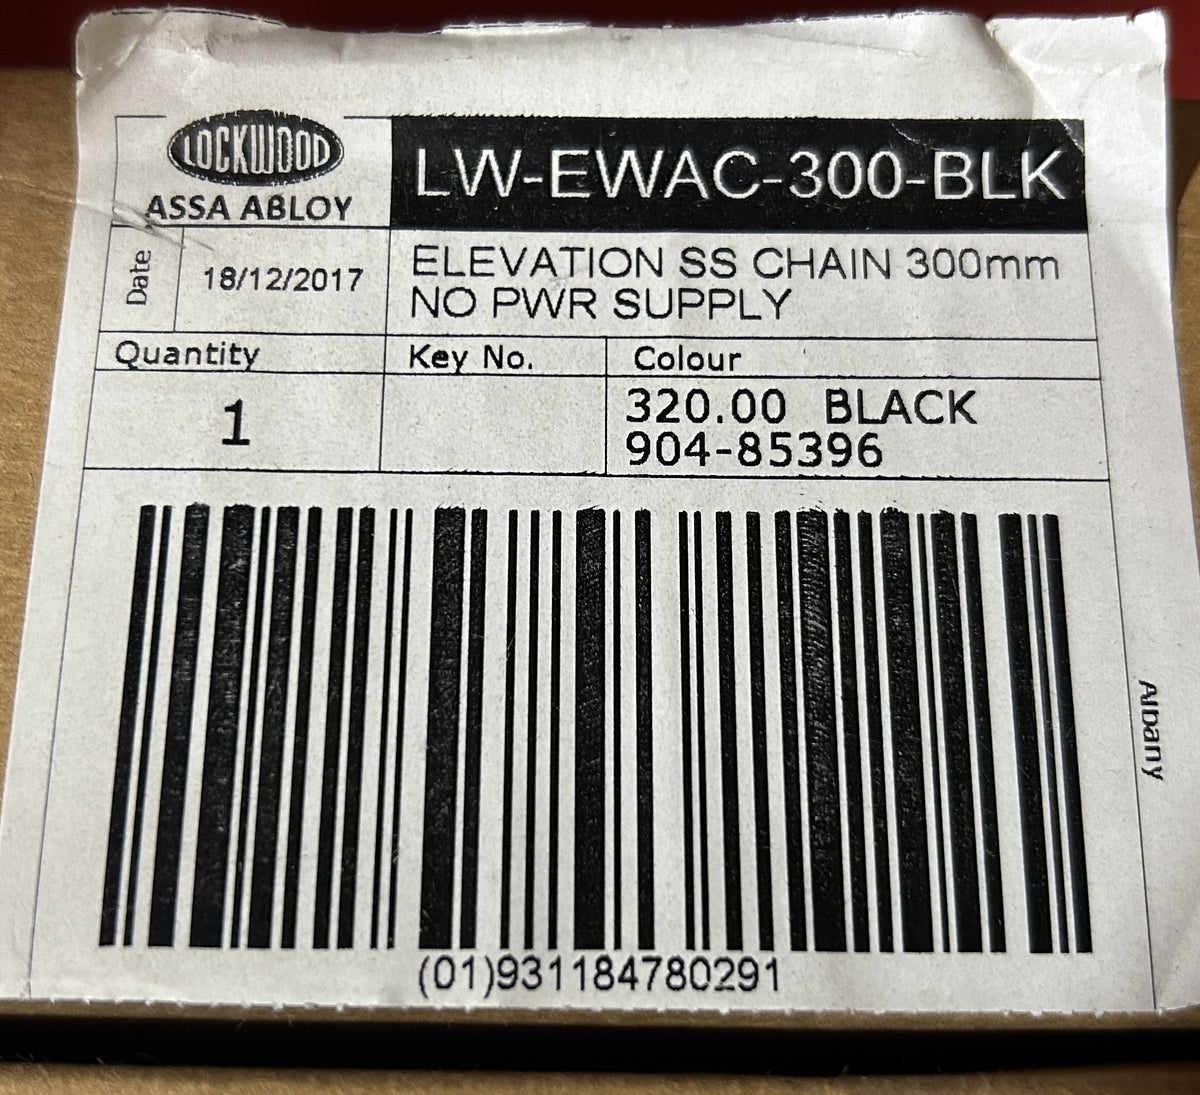 LOCKWOOD
ASSA ABLOY
LW-EWAC-300-BLK
Date
18/12/2017
ELEVATION SS CHAIN 300mm
NO PWR SUPPLY
Quantity
Key No.
Colour
1
320.00 BLACK
904-85396
(01)931184780291
Albany